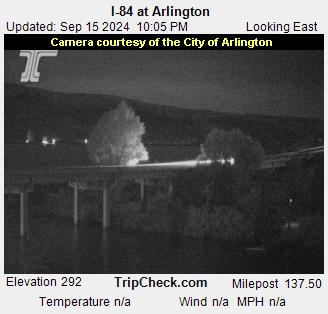 I-84 at Arlington
Updated: Sep 15 2024 10:05 PM Looking East
Camera courtesy of the City of Arlington
Elevation 292 TripCheck.com Milepost 137.50
Temperature n/a Wind n/a MPH n/a